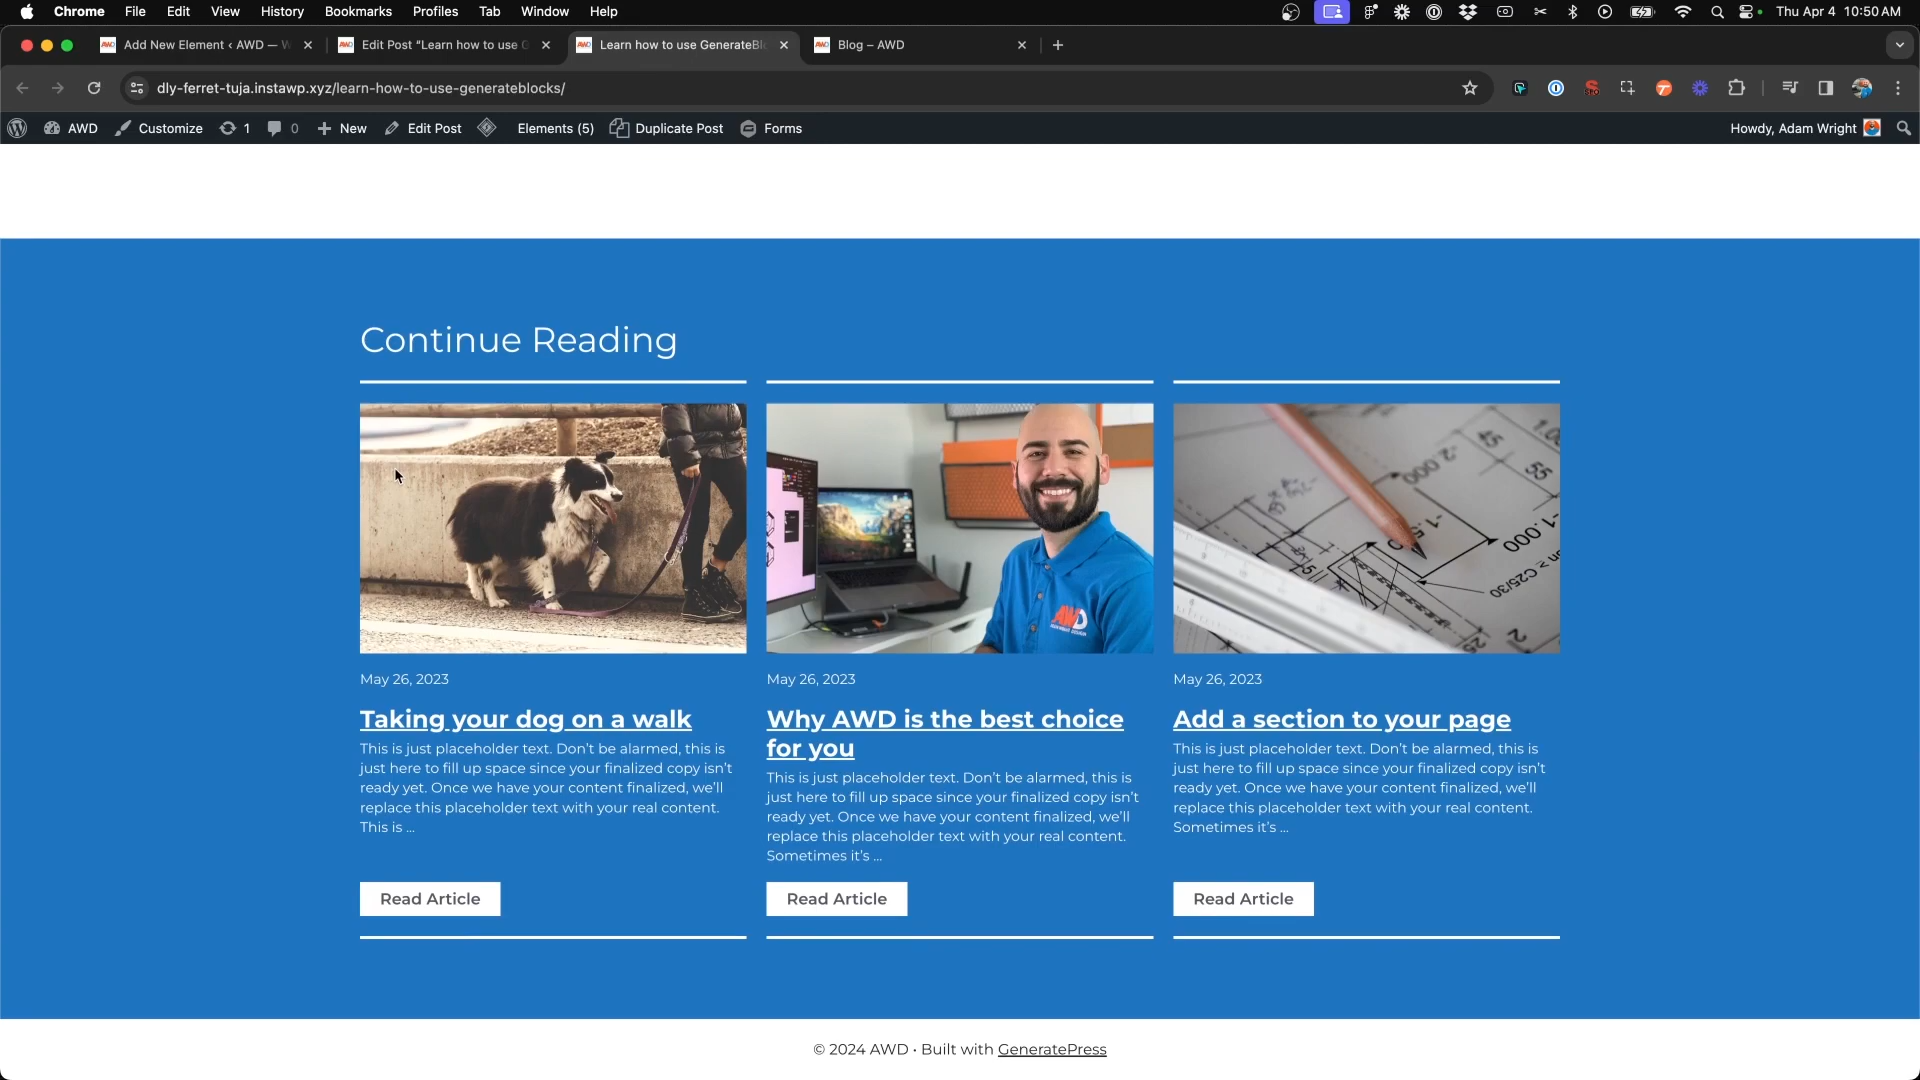 Chrome File Edit View History Bookmarks Profiles Tab Window Help Thu Apr 4 10:50 AM
Add New Element ‹ AWD — W Edit Post “Learn how to use G Learn how to use GenerateBl Blog – AWD
dly-ferret-tuja.instawp.xyz/learn-how-to-use-generateblocks/
AWD Customize 1 0 New Edit Post Elements (5) Duplicate Post Forms Howdy, Adam Wright
Continue Reading
AWD
1.000
2.000
45
55
1.000
C25/30
May 26, 2023
Taking your dog on a walk
This is just placeholder text. Don’t be alarmed, this is
just here to fill up space since your finalized copy isn’t
ready yet. Once we have your content finalized, we’ll
replace this placeholder text with your real content.
This is ...
Read Article
May 26, 2023
Why AWD is the best choice
for you
This is just placeholder text. Don’t be alarmed, this is
just here to fill up space since your finalized copy isn’t
ready yet. Once we have your content finalized, we’ll
replace this placeholder text with your real content.
Sometimes it’s ...
Read Article
May 26, 2023
Add a section to your page
This is just placeholder text. Don’t be alarmed, this is
just here to fill up space since your finalized copy isn’t
ready yet. Once we have your content finalized, we’ll
replace this placeholder text with your real content.
Sometimes it’s ...
Read Article
© 2024 AWD • Built with GeneratePress